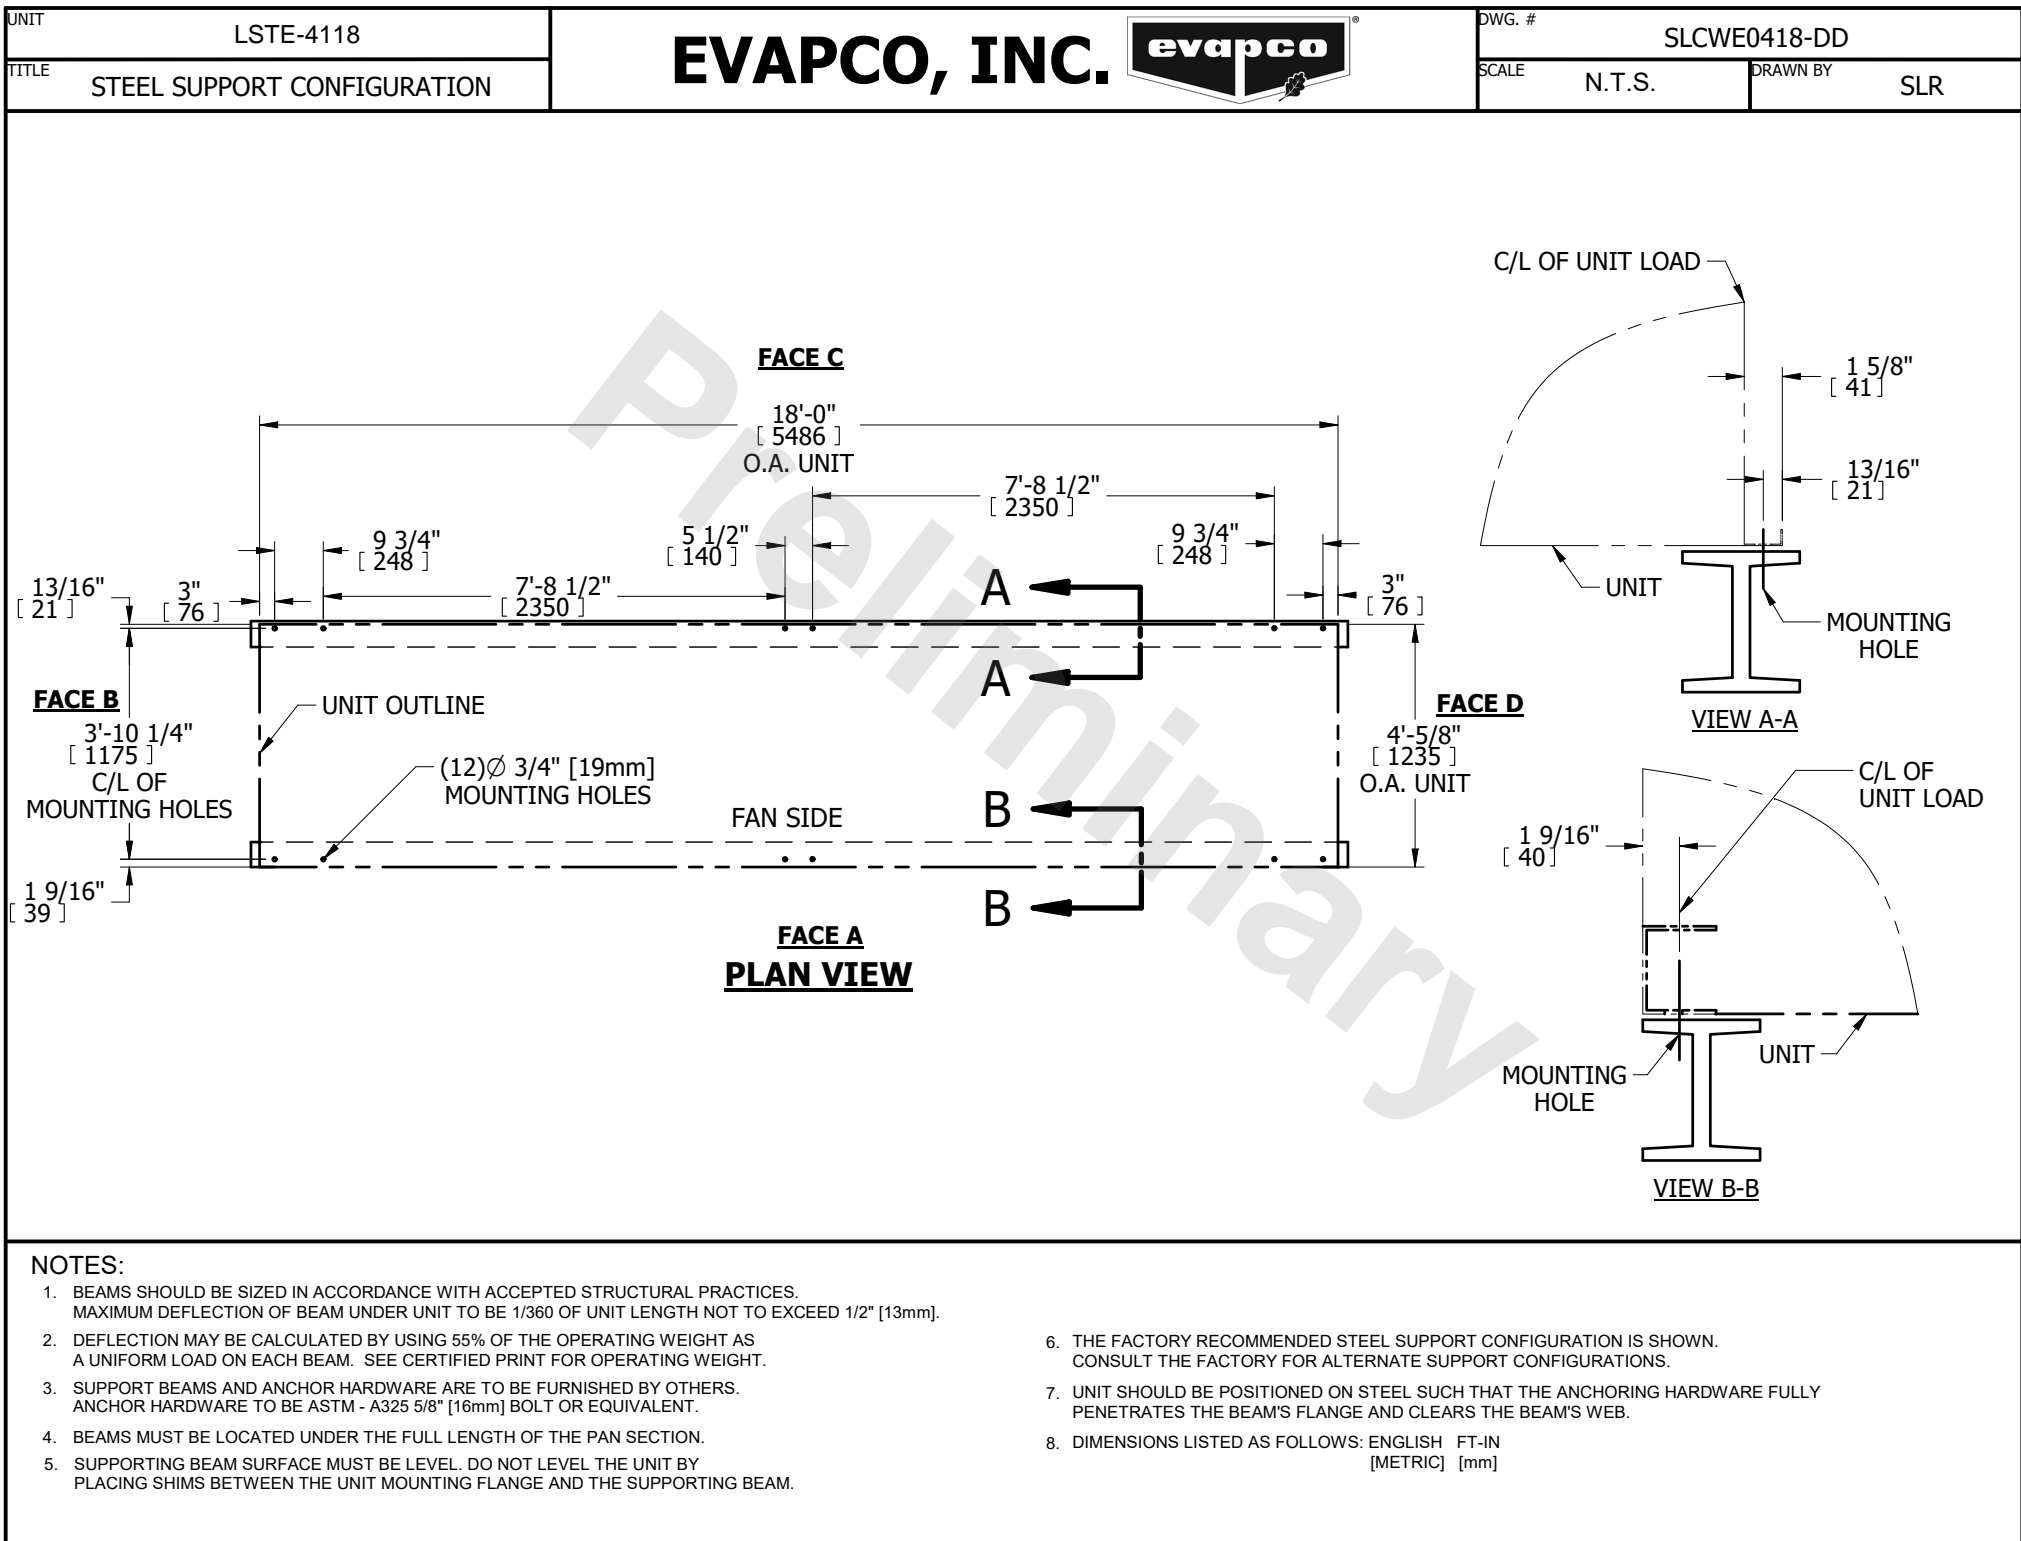 UNIT
LSTE-4118
TITLE
STEEL SUPPORT CONFIGURATION
EVAPCO, INC.
evapco
®
DWG. #
SLCWE0418-DD
SCALE
N.T.S.
DRAWN BY
SLR
Preliminary
FACE C
18'-0"
[ 5486 ]
O.A. UNIT
7'-8 1/2"
[ 2350 ]
9 3/4"
[ 248 ]
5 1/2"
[ 140 ]
9 3/4"
[ 248 ]
13/16"
[ 21 ]
3"
[ 76 ]
7'-8 1/2"
[ 2350 ]
3"
[ 76 ]
A
A
FACE B
3'-10 1/4"
[ 1175 ]
C/L OF
MOUNTING HOLES
UNIT OUTLINE
(12)Ø 3/4" [19mm]
MOUNTING HOLES
FAN SIDE
B
B
FACE D
4'-5/8"
[ 1235 ]
O.A. UNIT
1 9/16"
[ 39 ]
FACE A
PLAN VIEW
C/L OF UNIT LOAD
1 5/8"
[ 41 ]
13/16"
[ 21 ]
UNIT
MOUNTING
HOLE
VIEW A-A
C/L OF
UNIT LOAD
1 9/16"
[ 40 ]
UNIT
MOUNTING
HOLE
VIEW B-B
NOTES:
1. BEAMS SHOULD BE SIZED IN ACCORDANCE WITH ACCEPTED STRUCTURAL PRACTICES.
MAXIMUM DEFLECTION OF BEAM UNDER UNIT TO BE 1/360 OF UNIT LENGTH NOT TO EXCEED 1/2" [13mm].
2. DEFLECTION MAY BE CALCULATED BY USING 55% OF THE OPERATING WEIGHT AS
A UNIFORM LOAD ON EACH BEAM. SEE CERTIFIED PRINT FOR OPERATING WEIGHT.
3. SUPPORT BEAMS AND ANCHOR HARDWARE ARE TO BE FURNISHED BY OTHERS.
ANCHOR HARDWARE TO BE ASTM - A325 5/8" [16mm] BOLT OR EQUIVALENT.
4. BEAMS MUST BE LOCATED UNDER THE FULL LENGTH OF THE PAN SECTION.
5. SUPPORTING BEAM SURFACE MUST BE LEVEL. DO NOT LEVEL THE UNIT BY
PLACING SHIMS BETWEEN THE UNIT MOUNTING FLANGE AND THE SUPPORTING BEAM.
6. THE FACTORY RECOMMENDED STEEL SUPPORT CONFIGURATION IS SHOWN.
CONSULT THE FACTORY FOR ALTERNATE SUPPORT CONFIGURATIONS.
7. UNIT SHOULD BE POSITIONED ON STEEL SUCH THAT THE ANCHORING HARDWARE FULLY
PENETRATES THE BEAM'S FLANGE AND CLEARS THE BEAM'S WEB.
8. DIMENSIONS LISTED AS FOLLOWS: ENGLISH FT-IN
[METRIC] [mm]